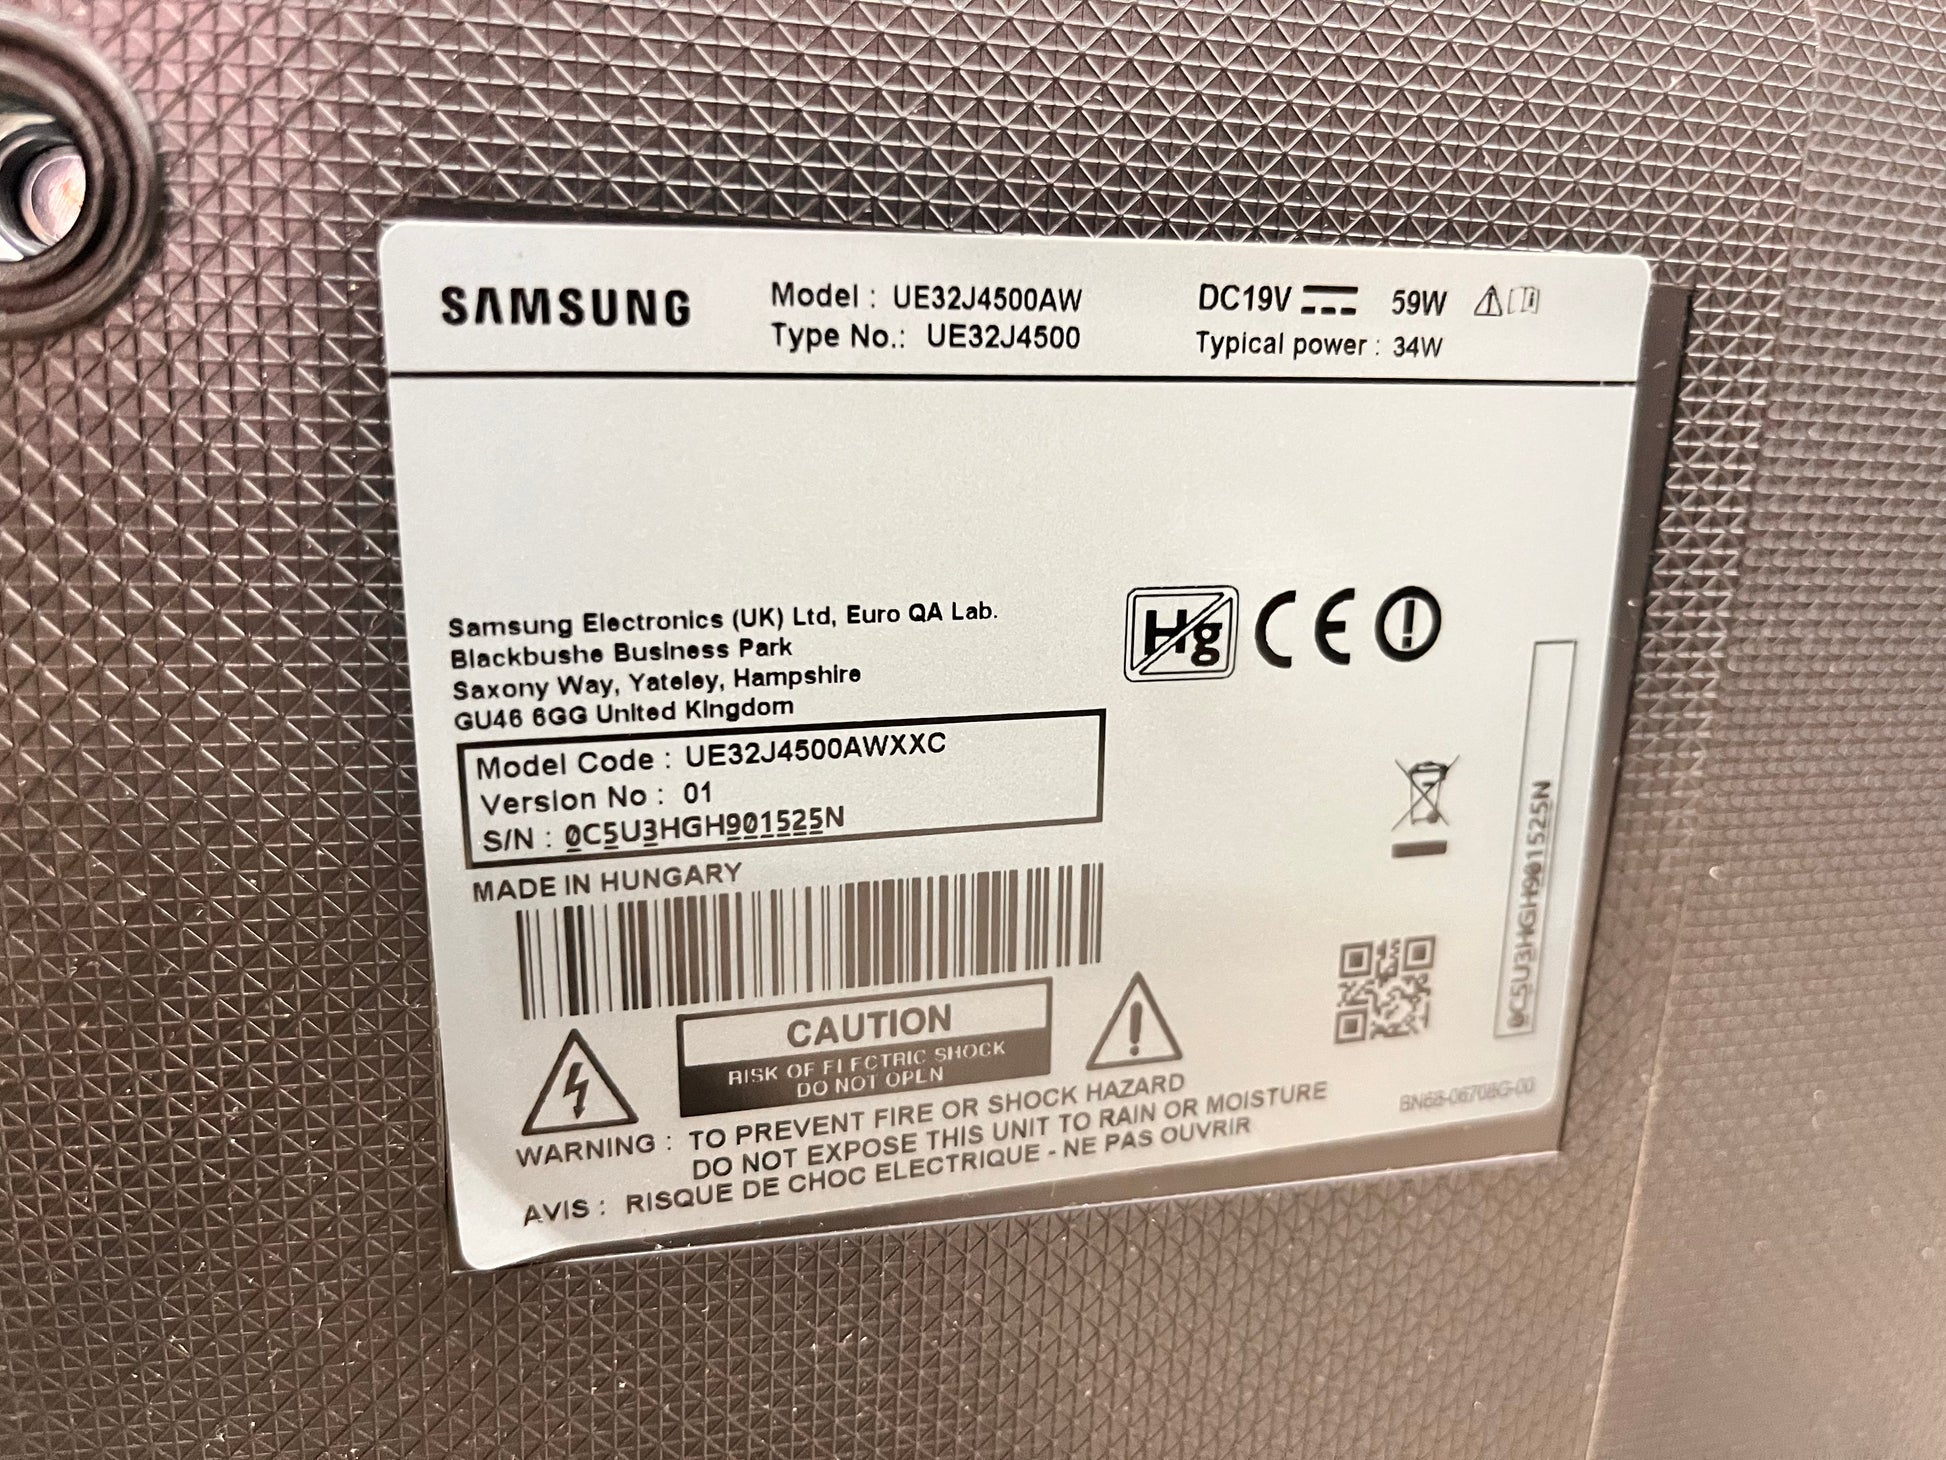 SAMSUNG
Model : UE32J4500AW
Type No.: UE32J4500
DC19V 59W
Typical power : 34W
Samsung Electronics (UK) Ltd, Euro QA Lab.
Blackbushe Business Park
Saxony Way, Yateley, Hampshire
GU46 6GG United Kingdom
Hg CE
Model Code : UE32J4500AWXXC
Version No : 01
S/N : 0C5U3HGH901525N
MADE IN HUNGARY
0C5U3HGH901525N
CAUTION
RISK OF ELECTRIC SHOCK
DO NOT OPEN
BN68-06708G-00
WARNING : TO PREVENT FIRE OR SHOCK HAZARD
DO NOT EXPOSE THIS UNIT TO RAIN OR MOISTURE
AVIS : RISQUE DE CHOC ELECTRIQUE - NE PAS OUVRIR